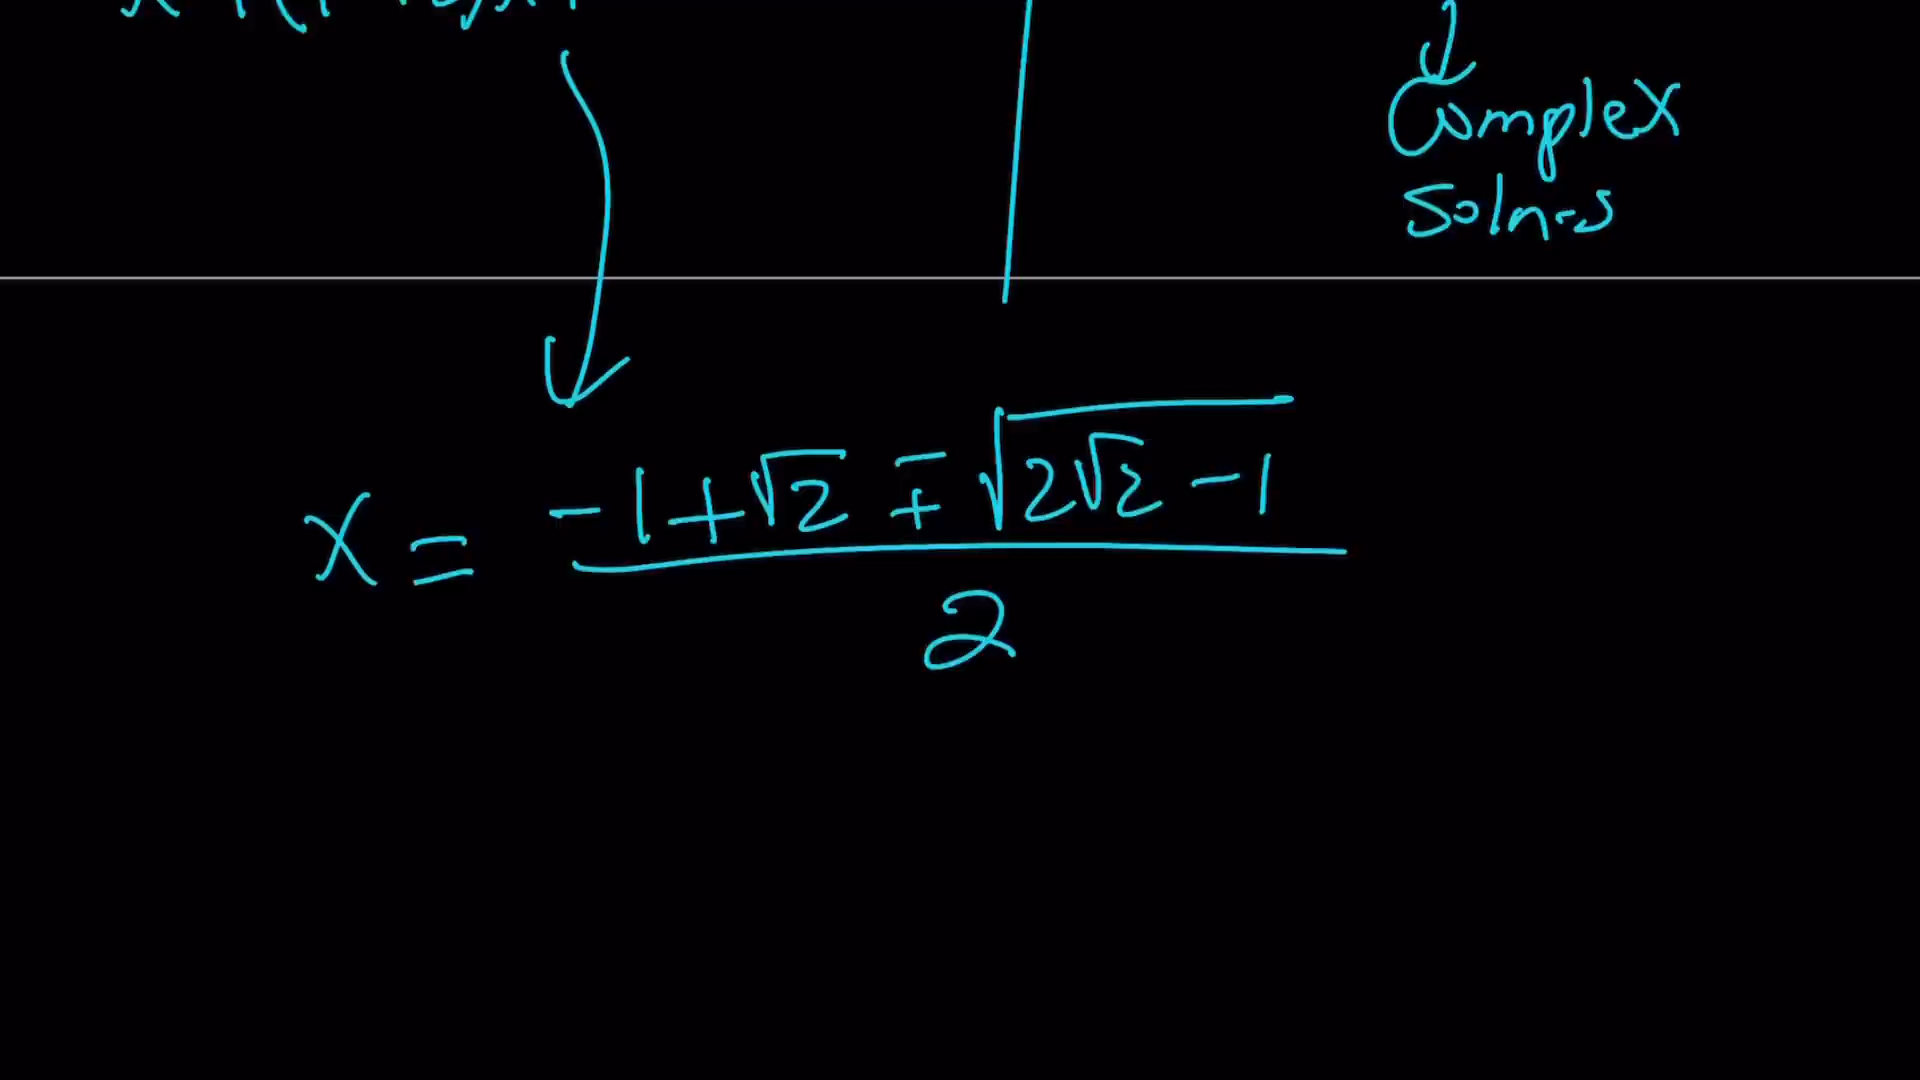 Complex
Soln-s
x = (-1+√2 ∓ √(2√2 - 1)) / 2